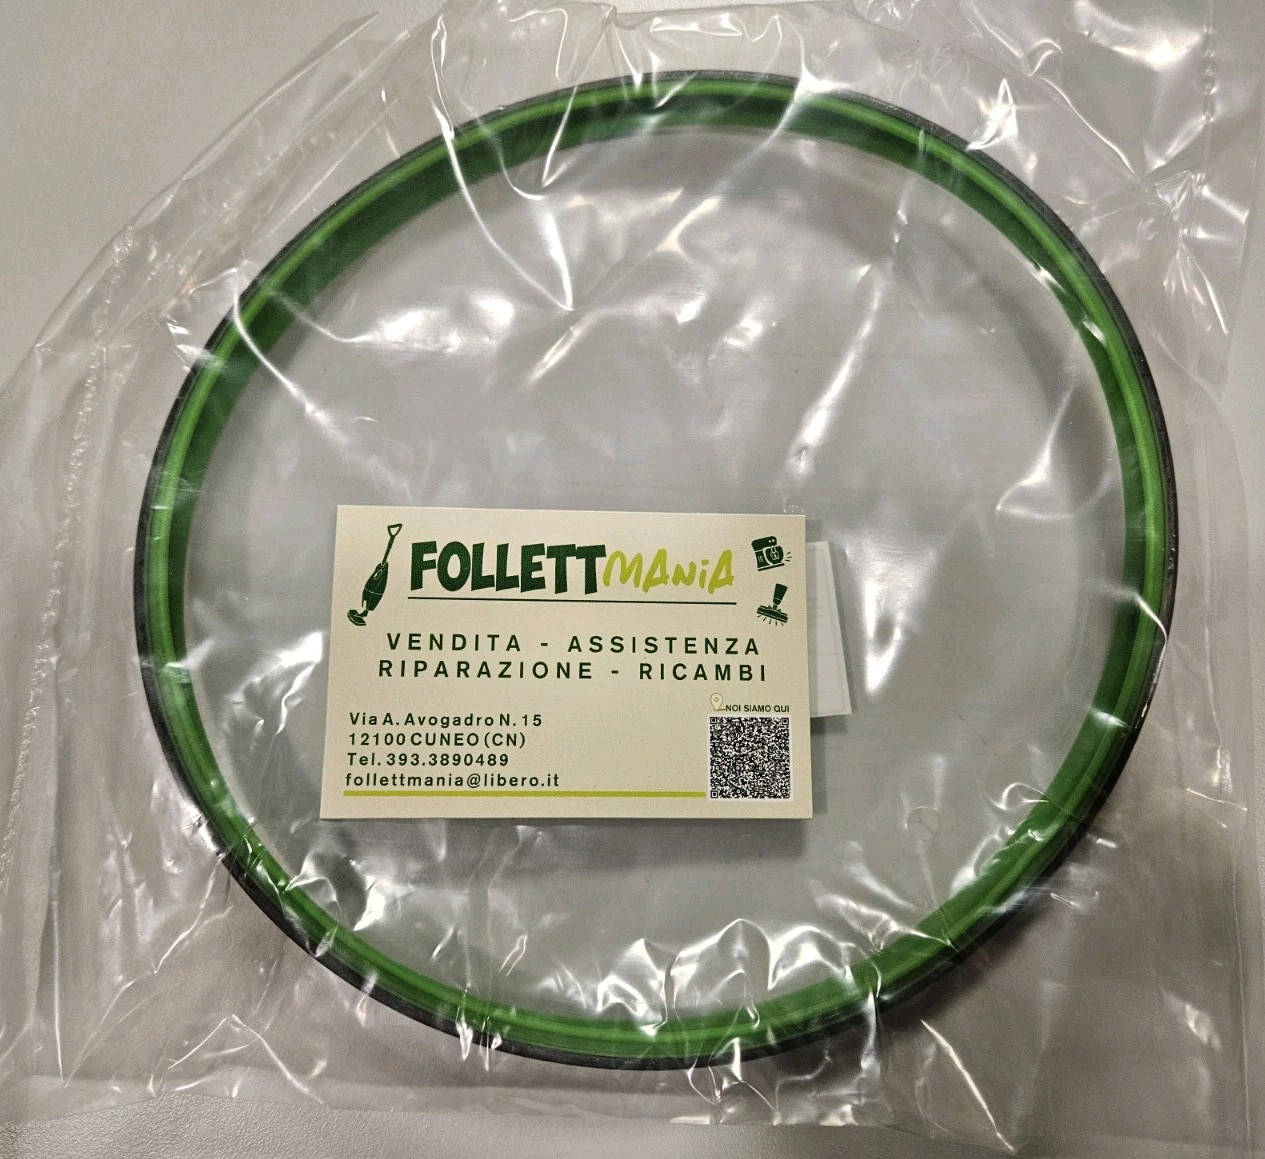 FOLLETTMANiA
VENDITA - ASSISTENZA
RIPARAZIONE - RICAMBI
NOI SIAMO QUI
Via A. Avogadro N. 15
12100 CUNEO (CN)
Tel. 393.3890489
follettmania@libero.it